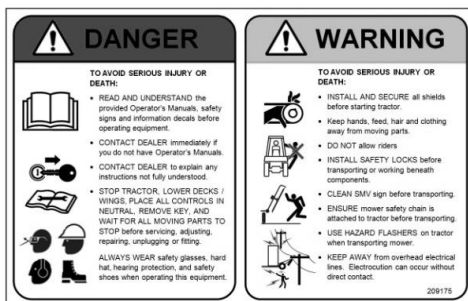 DANGER
TO AVOID SERIOUS INJURY OR
DEATH:
• READ AND UNDERSTAND the
provided Operator's Manuals, safety
signs and information decals before
operating equipment.
• CONTACT DEALER immediately if
you do not have Operator's Manuals.
• CONTACT DEALER to explain any
instructions not fully understood.
• STOP TRACTOR, LOWER DECKS /
WINGS, PLACE ALL CONTROLS IN
NEUTRAL, REMOVE KEY, AND
WAIT FOR ALL MOVING PARTS TO
STOP before servicing, adjusting,
repairing, unplugging or fitting.
ALWAYS WEAR safety glasses, hard
hat, hearing protection, and safety
shoes when operating this equipment.
WARNING
TO AVOID SERIOUS INJURY OR
DEATH:
• INSTALL AND SECURE all shields
before starting tractor.
• Keep hands, feed, hair and clothing
away from moving parts.
• DO NOT allow riders
• INSTALL SAFETY LOCKS before
transporting or working beneath
components.
• CLEAN SMV sign before transporting.
• ENSURE mower safety chain is
attached to tractor before transporting.
• USE HAZARD FLASHERS on tractor
when transporting mower.
• KEEP AWAY from overhead electrical
lines. Electrocution can occur without
direct contact.
209175